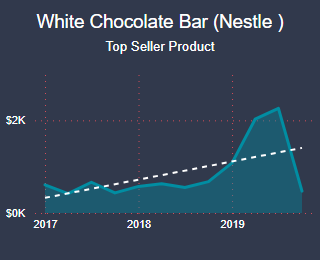 White Chocolate Bar (Nestle )
Top Seller Product
$2K
$0K
2017 2018 2019